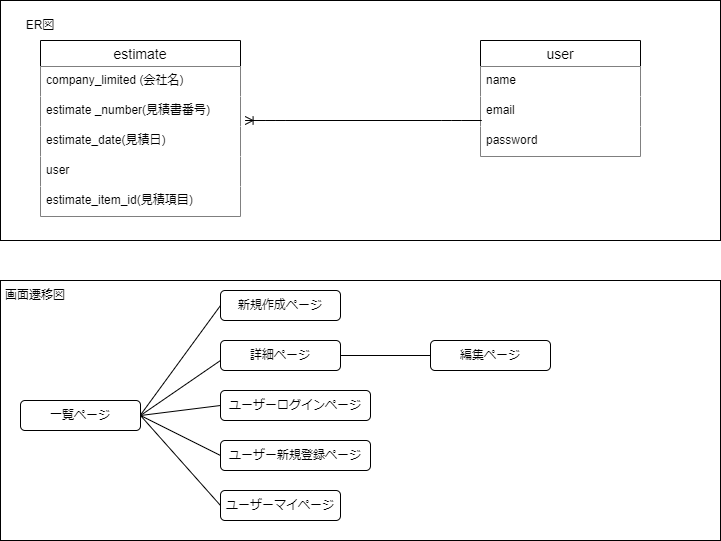 ER図
estimate
company_limited (会社名)
estimate _number(見積書番号)
estimate_date(見積日)
user
estimate_item_id(見積項目)
user
name
email
password
画面遷移図
新規作成ページ
詳細ページ
編集ページ
ユーザーログインページ
一覧ページ
ユーザー新規登録ページ
ユーザーマイページ